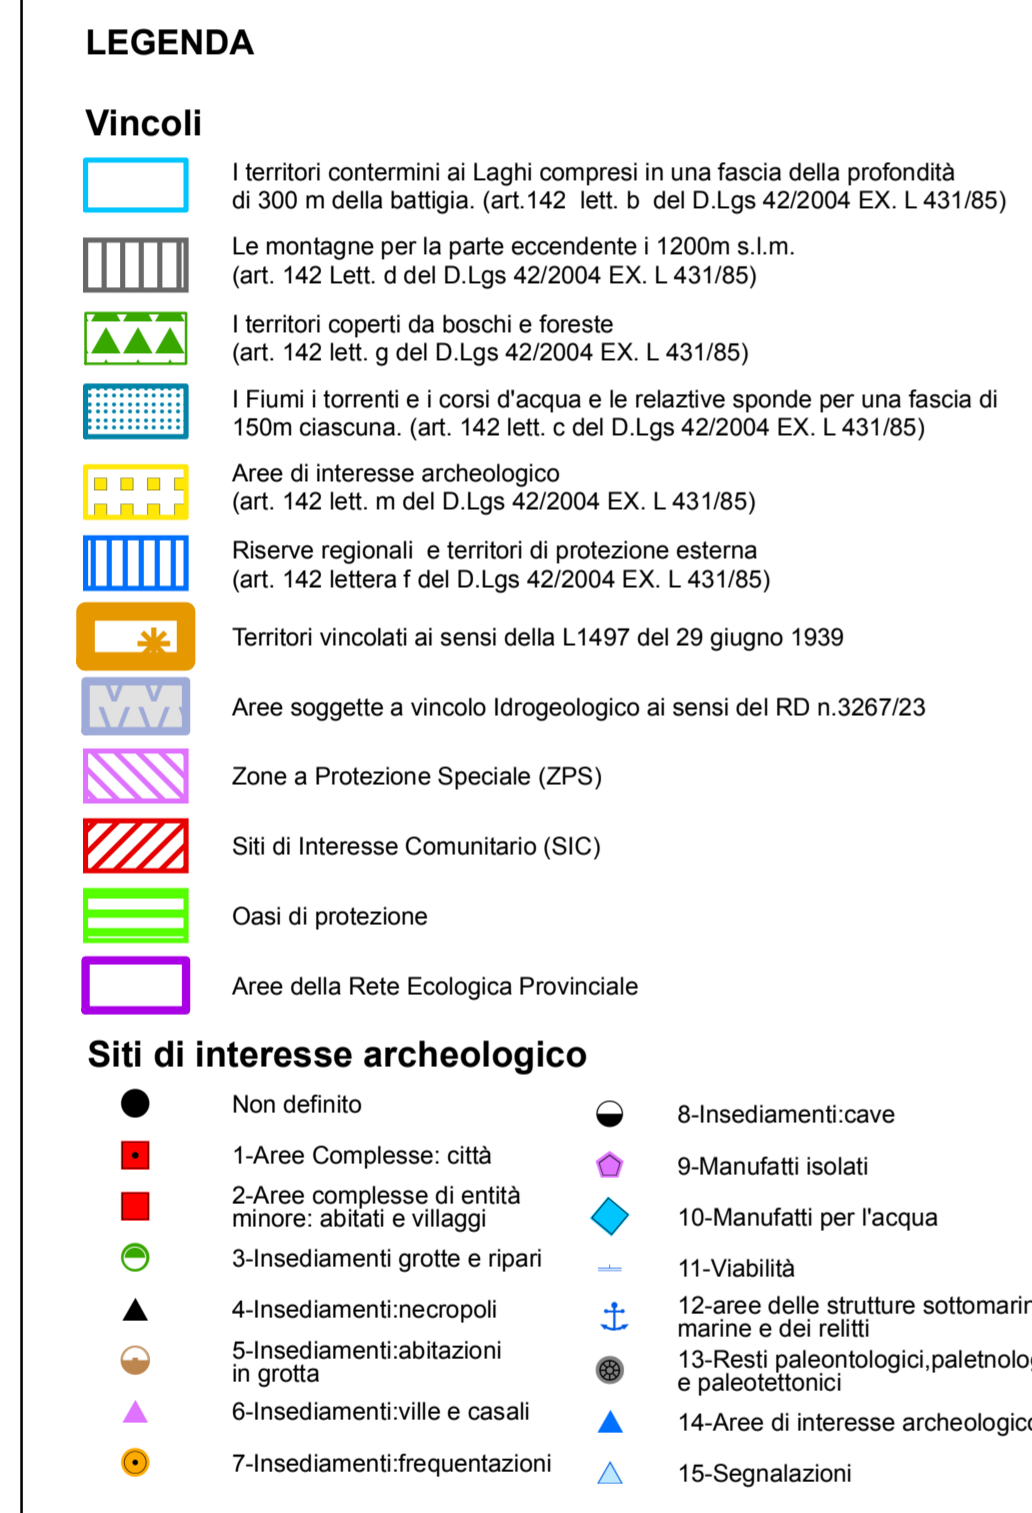 LEGENDA
Vincoli
I territori contermini ai Laghi compresi in una fascia della profondità
di 300 m della battigia. (art.142 lett. b del D.Lgs 42/2004 EX. L 431/85)
Le montagne per la parte eccendente i 1200m s.l.m.
(art. 142 Lett. d del D.Lgs 42/2004 EX. L 431/85)
I territori coperti da boschi e foreste
(art. 142 lett. g del D.Lgs 42/2004 EX. L 431/85)
I Fiumi i torrenti e i corsi d'acqua e le relaztive sponde per una fascia di
150m ciascuna. (art. 142 lett. c del D.Lgs 42/2004 EX. L 431/85)
Aree di interesse archeologico
(art. 142 lett. m del D.Lgs 42/2004 EX. L 431/85)
Riserve regionali e territori di protezione esterna
(art. 142 lettera f del D.Lgs 42/2004 EX. L 431/85)
Territori vincolati ai sensi della L1497 del 29 giugno 1939
Aree soggette a vincolo Idrogeologico ai sensi del RD n.3267/23
Zone a Protezione Speciale (ZPS)
Siti di Interesse Comunitario (SIC)
Oasi di protezione
Aree della Rete Ecologica Provinciale
Siti di interesse archeologico
Non definito
1-Aree Complesse: città
2-Aree complesse di entità
minore: abitati e villaggi
3-Insediamenti grotte e ripari
4-Insediamenti:necropoli
5-Insediamenti:abitazioni
in grotta
6-Insediamenti:ville e casali
7-Insediamenti:frequentazioni
8-Insediamenti:cave
9-Manufatti isolati
10-Manufatti per l'acqua
11-Viabilità
12-aree delle strutture
marine e dei relitti
13-Resti paleontologici,
e paleotettonici
14-Aree di interesse archeologico
15-Segnalazioni